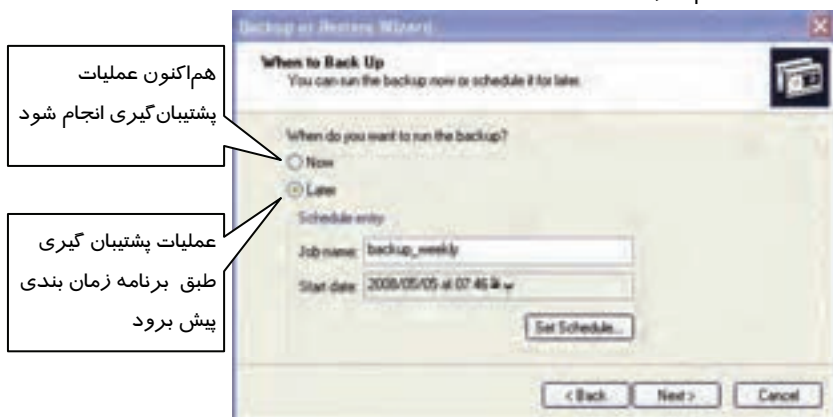 Backup or Restore Wizard
When to Back Up
You can run the backup now or schedule it for later.
هم‌اکنون عملیات
پشتیبان‌گیری انجام شود
When do you want to run the backup?
Now
Later
عملیات پشتیبان گیری
طبق برنامه زمان بندی
پیش برود
Schedule entry
Job name: backup_weekly
Start date: 2008/05/05 at 07:46
Set Schedule...
< Back
Next >
Cancel